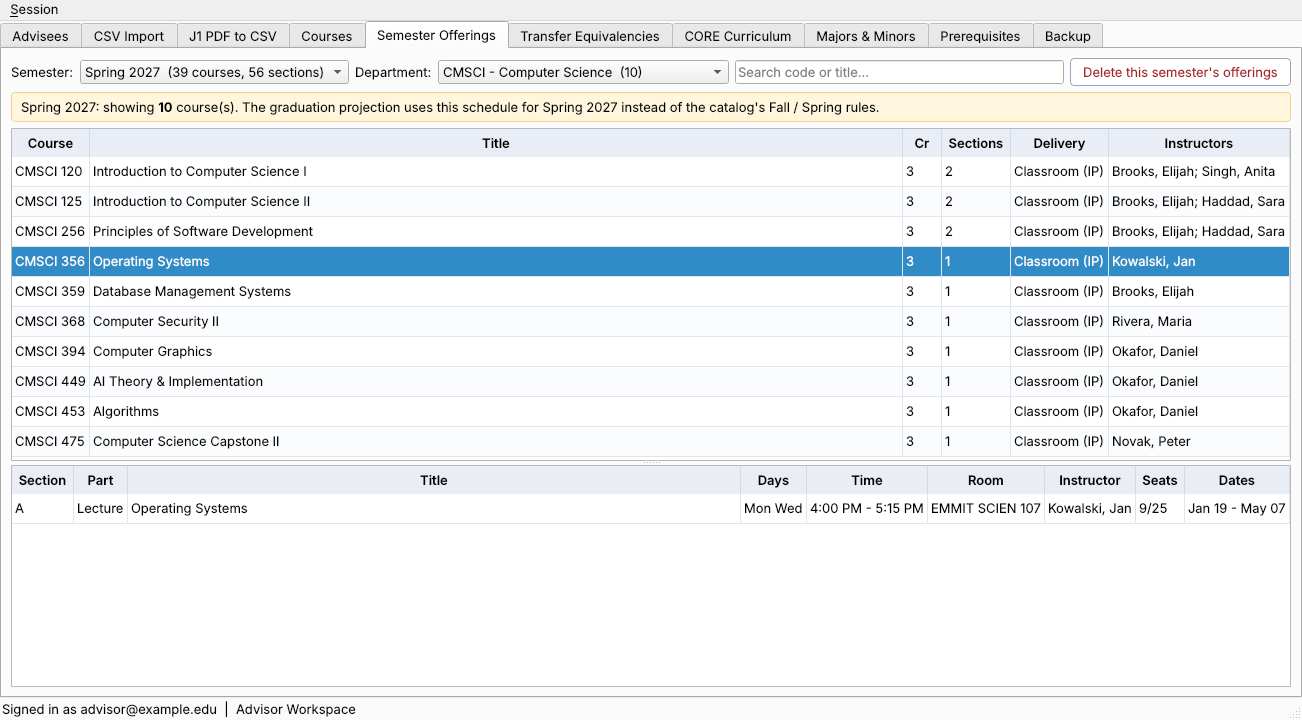 Session
Advisees CSV Import J1 PDF to CSV Courses Semester Offerings Transfer Equivalencies CORE Curriculum Majors & Minors Prerequisites Backup
Semester: Spring 2027 (39 courses, 56 sections) Department: CMSCI - Computer Science (10) Search code or title... Delete this semester's offerings
Spring 2027: showing 10 course(s). The graduation projection uses this schedule for Spring 2027 instead of the catalog's Fall / Spring rules.
Course Title Cr Sections Delivery Instructors
CMSCI 120 Introduction to Computer Science I 3 2 Classroom (IP) Brooks, Elijah; Singh, Anita
CMSCI 125 Introduction to Computer Science II 3 2 Classroom (IP) Brooks, Elijah; Haddad, Sara
CMSCI 256 Principles of Software Development 3 2 Classroom (IP) Brooks, Elijah; Haddad, Sara
CMSCI 356 Operating Systems 3 1 Classroom (IP) Kowalski, Jan
CMSCI 359 Database Management Systems 3 1 Classroom (IP) Brooks, Elijah
CMSCI 368 Computer Security II 3 1 Classroom (IP) Rivera, Maria
CMSCI 394 Computer Graphics 3 1 Classroom (IP) Okafor, Daniel
CMSCI 449 AI Theory & Implementation 3 1 Classroom (IP) Okafor, Daniel
CMSCI 453 Algorithms 3 1 Classroom (IP) Okafor, Daniel
CMSCI 475 Computer Science Capstone II 3 1 Classroom (IP) Novak, Peter
Section Part Title Days Time Room Instructor Seats Dates
A Lecture Operating Systems Mon Wed 4:00 PM - 5:15 PM EMMIT SCIEN 107 Kowalski, Jan 9/25 Jan 19 - May 07
Signed in as advisor@example.edu | Advisor Workspace